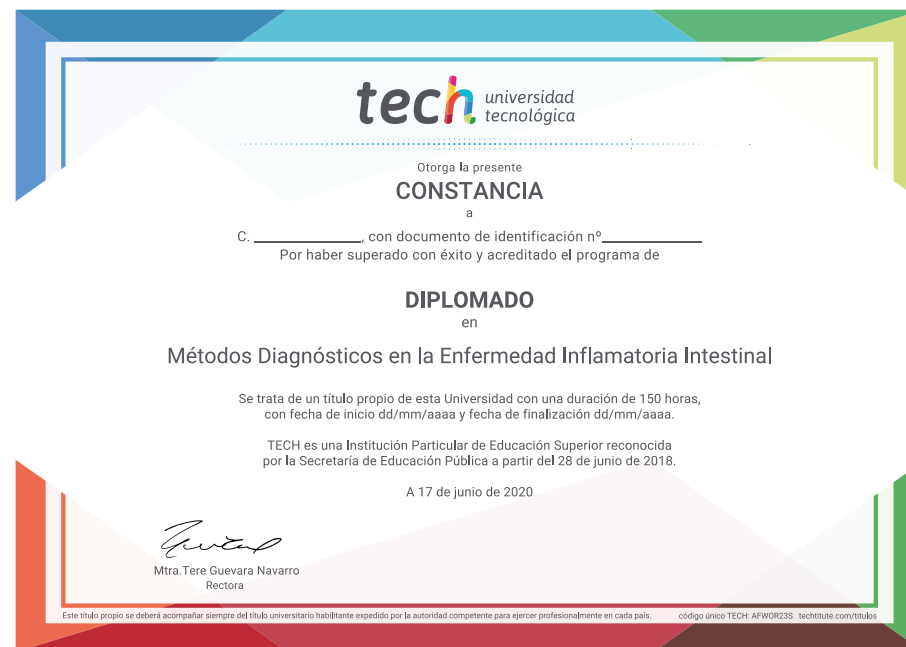 tech universidad
tecnológica
Otorga la presente
CONSTANCIA
a
C. ____________, con documento de identificación nº____________
Por haber superado con éxito y acreditado el programa de
DIPLOMADO
en
Métodos Diagnósticos en la Enfermedad Inflamatoria Intestinal
Se trata de un título propio de esta Universidad con una duración de 150 horas,
con fecha de inicio dd/mm/aaaa y fecha de finalización dd/mm/aaaa.
TECH es una Institución Particular de Educación Superior reconocida
por la Secretaría de Educación Pública a partir del 28 de junio de 2018.
A 17 de junio de 2020
Mtra.Tere Guevara Navarro
Rectora
Este título propio se deberá acompañar siempre del título universitario habilitante expedido por la autoridad competente para ejercer profesionalmente en cada país. código único TECH: AFWOR23S techtitute.com/titulos